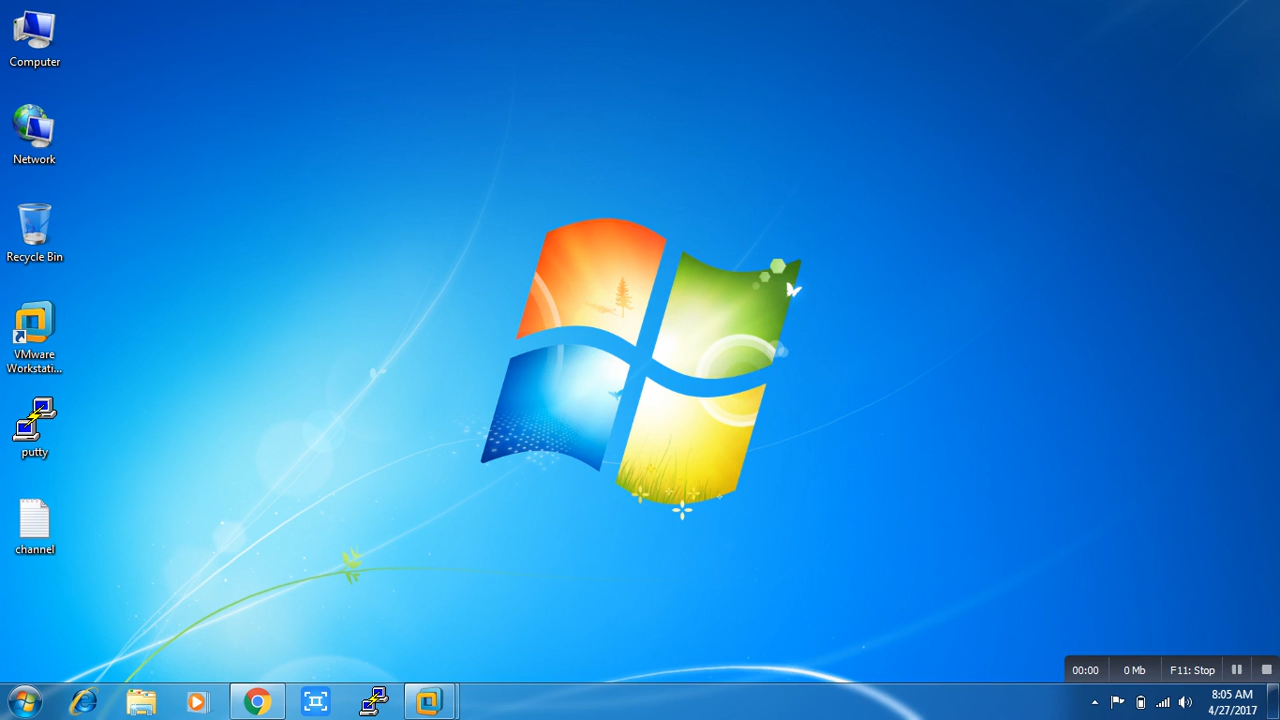 Computer
Network
Recycle Bin
VMware
Workstati...
putty
channel
00:00
0 Mb
F11: Stop
8:05 AM
4/27/2017